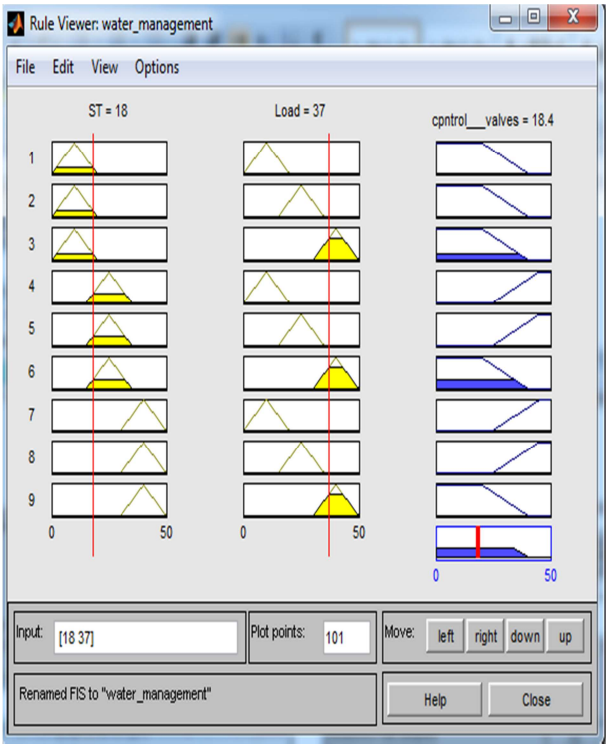 Rule Viewer: water_management
File Edit View Options
ST = 18 Load = 37 cpntrol___valves = 18.4
1
2
3
4
5
6
7
8
9
0 50 0 50
0 50
Input: [18 37] Plot points: 101 Move: left right down up
Renamed FIS to "water_management" Help Close